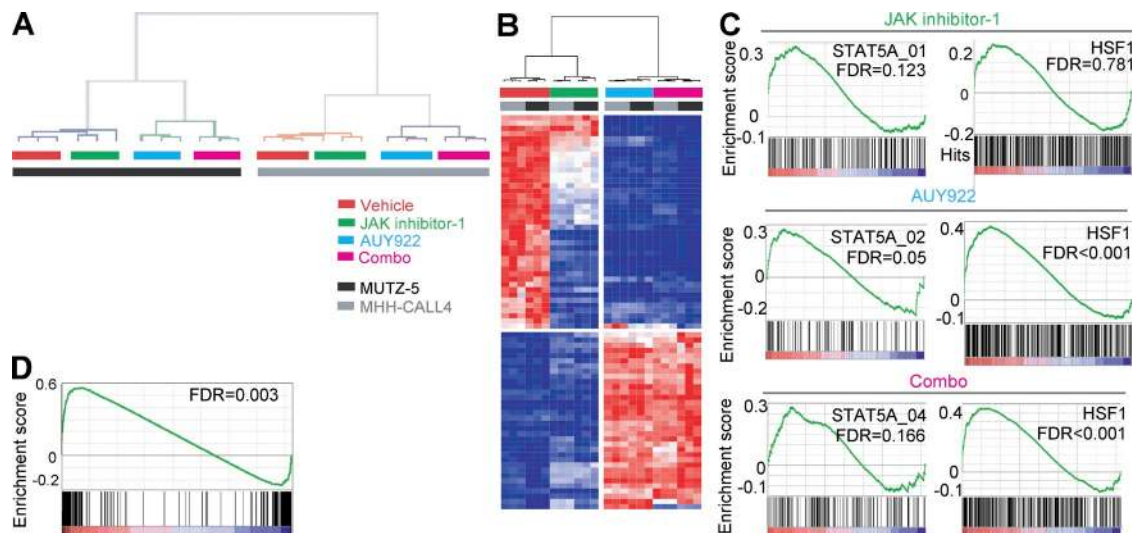 A
Vehicle
JAK inhibitor-1
AUY922
Combo
MUTZ-5
MHH-CALL4
B
C
JAK inhibitor-1
Enrichment score
0.3
0
-0.1
STAT5A_01
FDR=0.123
0.2
0
-0.2
Hits
HSF1
FDR=0.781
AUY922
Enrichment score
0.3
0
-0.2
STAT5A_02
FDR=0.05
0.4
0
-0.1
HSF1
FDR<0.001
Combo
Enrichment score
0.3
0
-0.1
STAT5A_04
FDR=0.166
0.4
0
-0.1
HSF1
FDR<0.001
D
Enrichment score
0.6
0
-0.2
FDR=0.003